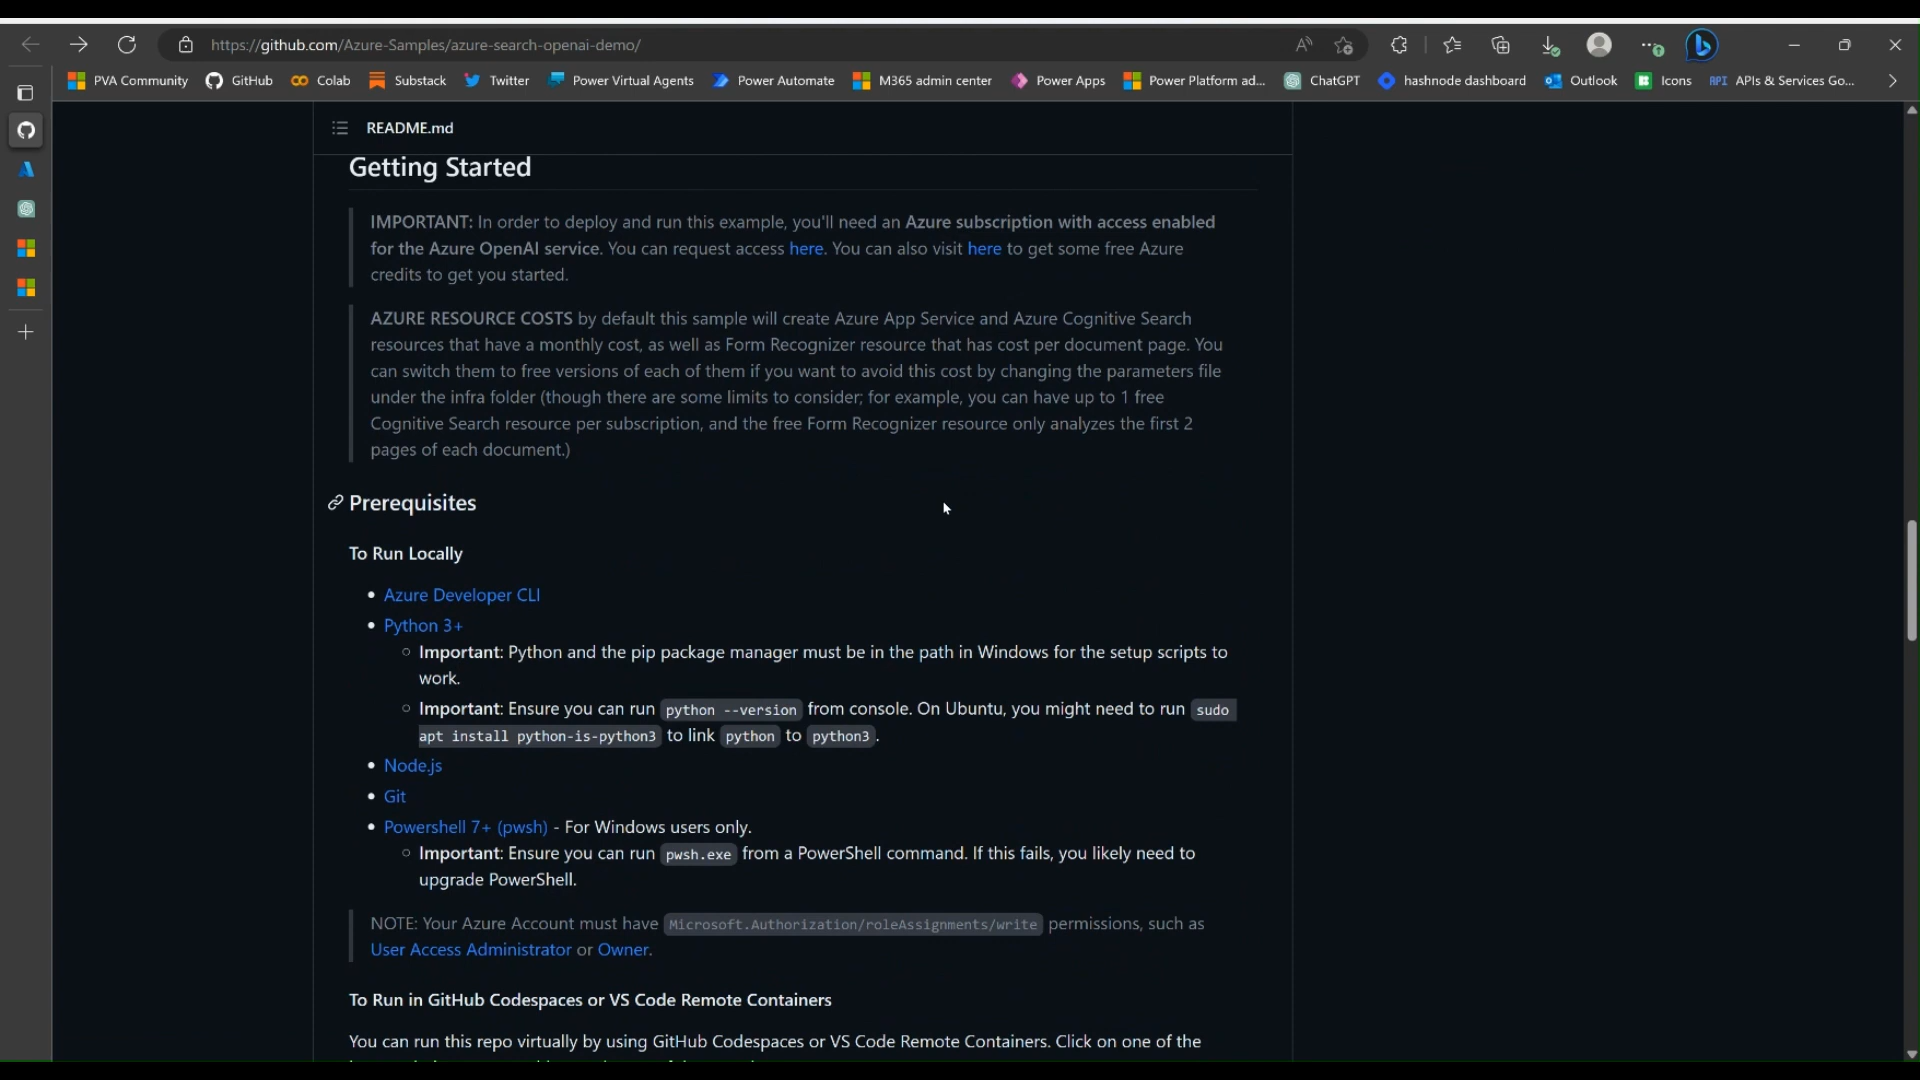 https://github.com/Azure-Samples/azure-search-openai-demo/
PVA Community GitHub Colab Substack Twitter Power Virtual Agents Power Automate M365 admin center Power Apps Power Platform ad... ChatGPT hashnode dashboard Outlook Icons API APIs & Services Go...
README.md
Getting Started
IMPORTANT: In order to deploy and run this example, you'll need an Azure subscription with access enabled
for the Azure OpenAI service. You can request access here. You can also visit here to get some free Azure
credits to get you started.
AZURE RESOURCE COSTS by default this sample will create Azure App Service and Azure Cognitive Search
resources that have a monthly cost, as well as Form Recognizer resource that has cost per document page. You
can switch them to free versions of each of them if you want to avoid this cost by changing the parameters file
under the infra folder (though there are some limits to consider; for example, you can have up to 1 free
Cognitive Search resource per subscription, and the free Form Recognizer resource only analyzes the first 2
pages of each document.)
Prerequisites
To Run Locally
• Azure Developer CLI
• Python 3+
○ Important: Python and the pip package manager must be in the path in Windows for the setup scripts to
work.
○ Important: Ensure you can run python --version from console. On Ubuntu, you might need to run sudo
apt install python-is-python3 to link python to python3.
• Node.js
• Git
• Powershell 7+ (pwsh) - For Windows users only.
○ Important: Ensure you can run pwsh.exe from a PowerShell command. If this fails, you likely need to
upgrade PowerShell.
NOTE: Your Azure Account must have Microsoft.Authorization/roleAssignments/write permissions, such as
User Access Administrator or Owner.
To Run in GitHub Codespaces or VS Code Remote Containers
You can run this repo virtually by using GitHub Codespaces or VS Code Remote Containers. Click on one of the